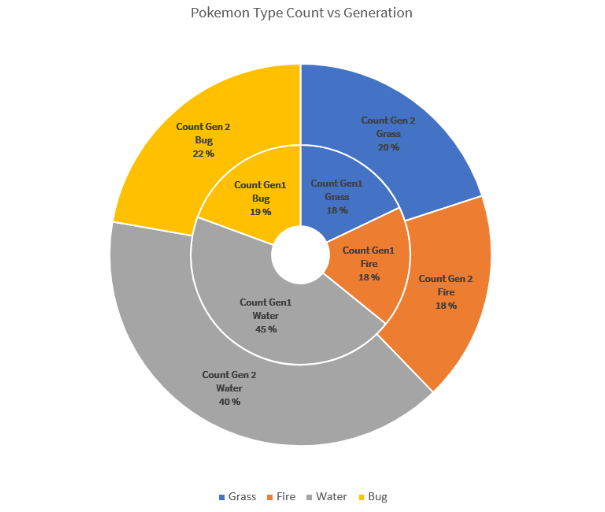 Pokemon Type Count vs Generation
Count Gen 2
Grass
20 %
Count Gen 2
Bug
22 %
Count Gen1
Grass
18 %
Count Gen1
Bug
19 %
Count Gen1
Fire
18 %
Count Gen 2
Fire
18 %
Count Gen1
Water
45 %
Count Gen 2
Water
40 %
Grass Fire Water Bug